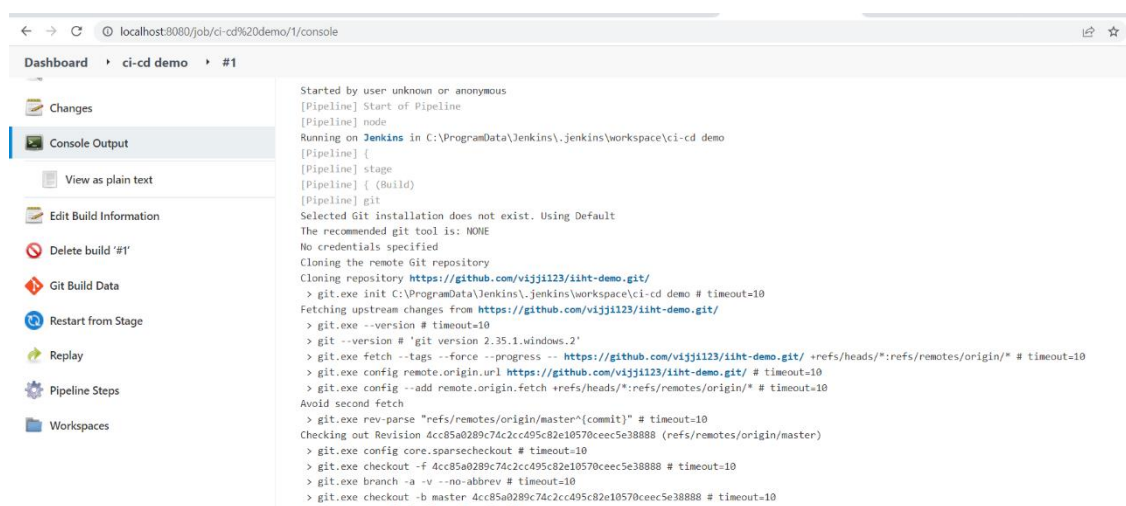 localhost:8080/job/ci-cd%20demo/1/console
Dashboard ci-cd demo #1
Changes
Console Output
View as plain text
Edit Build Information
Delete build '#1'
Git Build Data
Restart from Stage
Replay
Pipeline Steps
Workspaces
Started by user unknown or anonymous
[Pipeline] Start of Pipeline
[Pipeline] node
Running on Jenkins in C:\ProgramData\Jenkins\.jenkins\workspace\ci-cd demo
[Pipeline] {
[Pipeline] stage
[Pipeline] { (Build)
[Pipeline] git
Selected Git installation does not exist. Using Default
The recommended git tool is: NONE
No credentials specified
Cloning the remote Git repository
Cloning repository https://github.com/vijji123/iiht-demo.git/
> git.exe init C:\ProgramData\Jenkins\.jenkins\workspace\ci-cd demo # timeout=10
Fetching upstream changes from https://github.com/vijji123/iiht-demo.git/
> git.exe --version # timeout=10
> git --version # 'git version 2.35.1.windows.2'
> git.exe fetch --tags --force --progress -- https://github.com/vijji123/iiht-demo.git/ +refs/heads/*:refs/remotes/origin/* # timeout=10
> git.exe config remote.origin.url https://github.com/vijji123/iiht-demo.git/ # timeout=10
> git.exe config --add remote.origin.fetch +refs/heads/*:refs/remotes/origin/* # timeout=10
Avoid second fetch
> git.exe rev-parse "refs/remotes/origin/master^{commit}" # timeout=10
Checking out Revision 4cc85a0289c74c2cc495c82e10570ceec5e38888 (refs/remotes/origin/master)
> git.exe config core.sparsecheckout # timeout=10
> git.exe checkout -f 4cc85a0289c74c2cc495c82e10570ceec5e38888 # timeout=10
> git.exe branch -a -v --no-abbrev # timeout=10
> git.exe checkout -b master 4cc85a0289c74c2cc495c82e10570ceec5e38888 # timeout=10